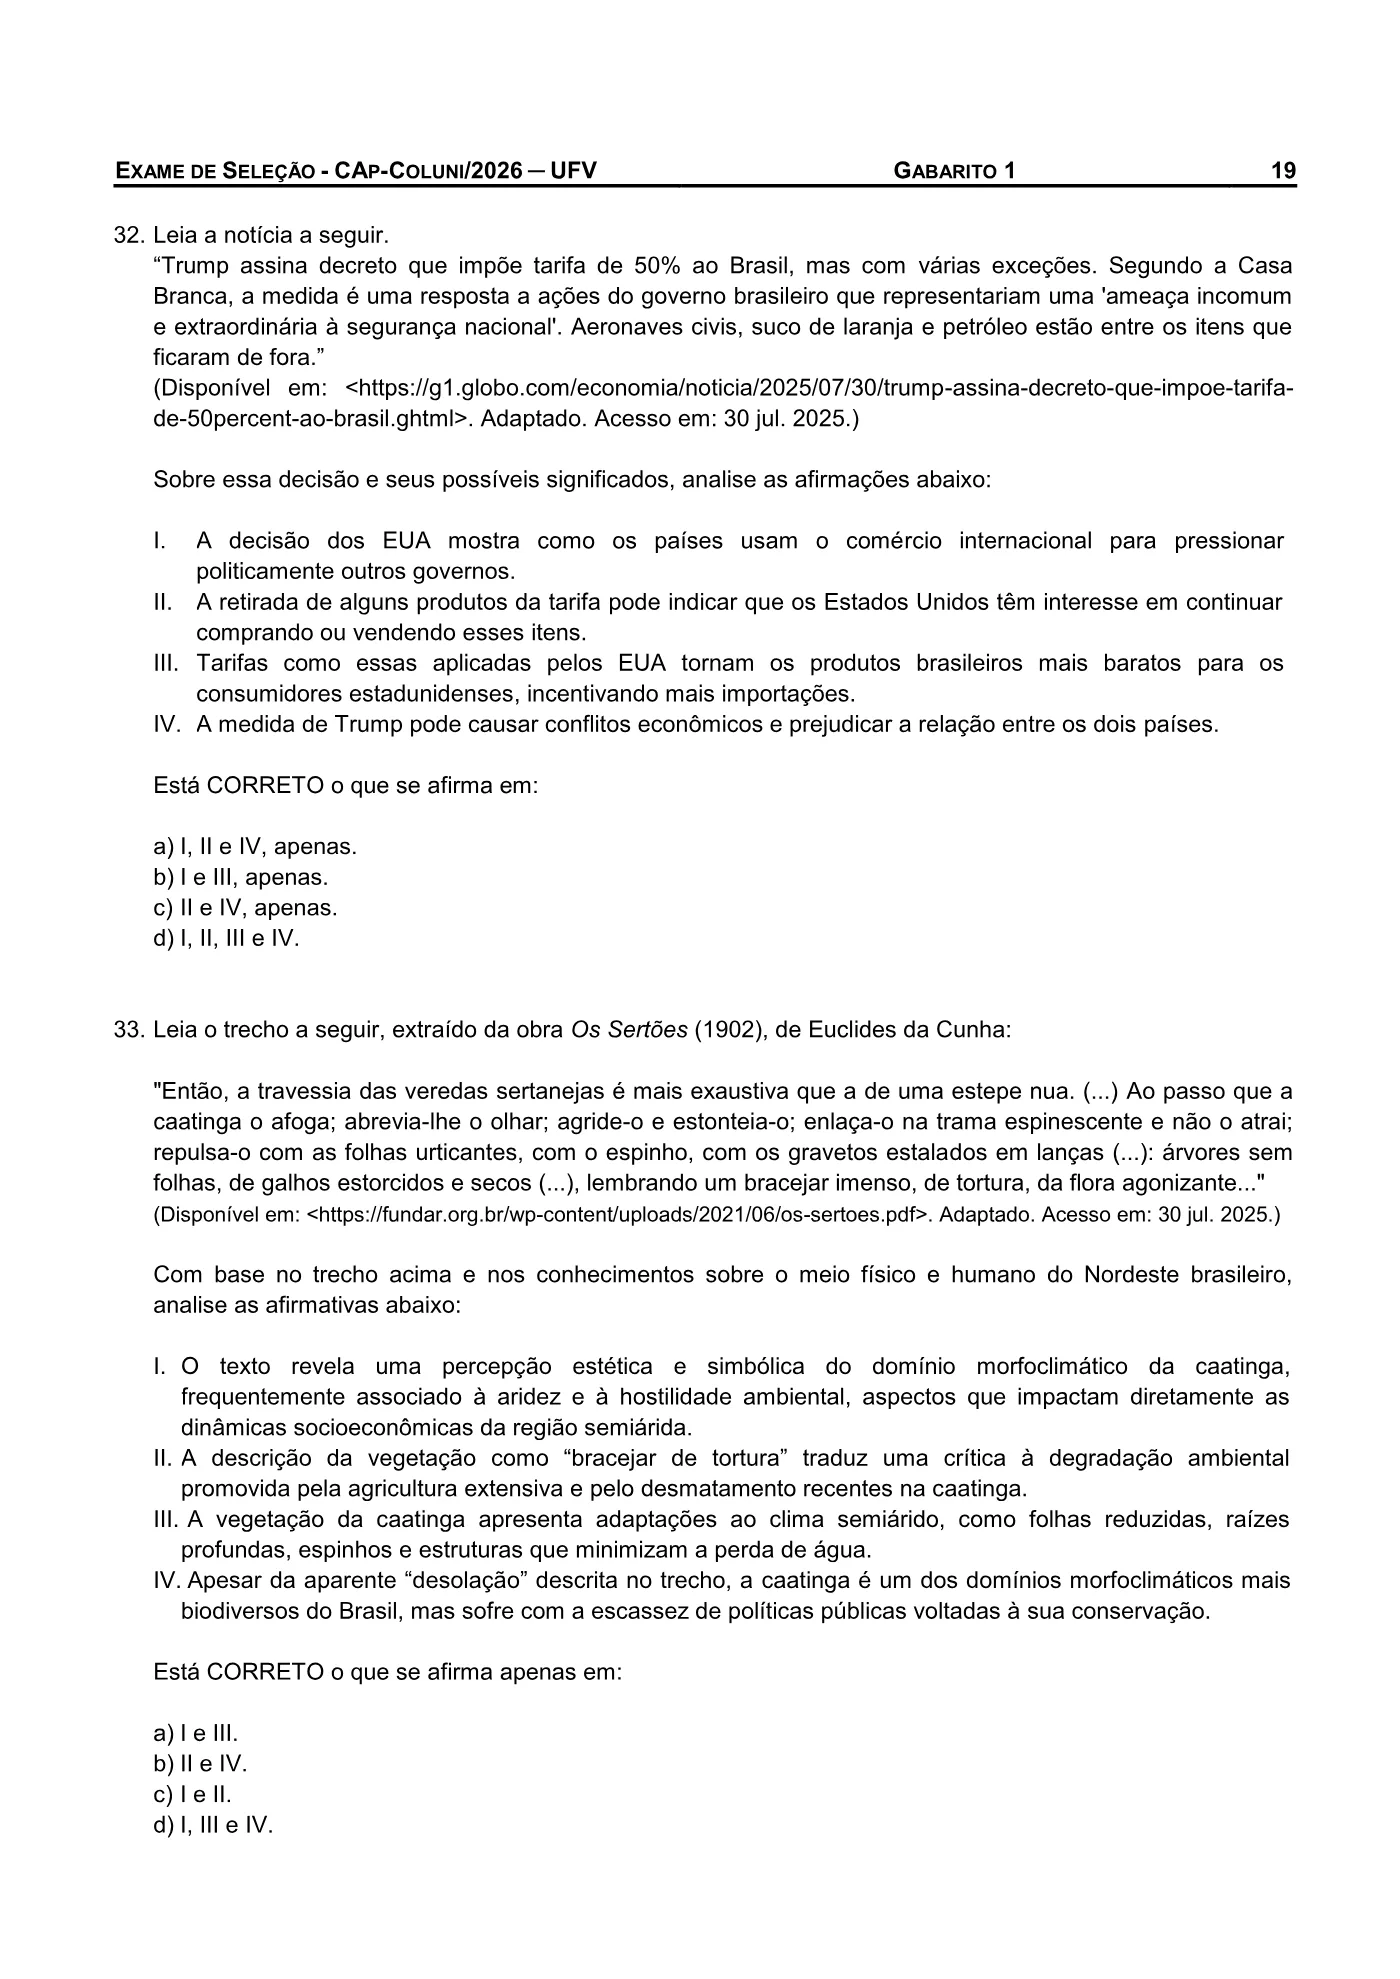 EXAME DE SELEÇÃO - CAP-COLUNI/2026 — UFV GABARITO 1 19
32. Leia a notícia a seguir.
“Trump assina decreto que impõe tarifa de 50% ao Brasil, mas com várias exceções. Segundo a Casa
Branca, a medida é uma resposta a ações do governo brasileiro que representariam uma 'ameaça incomum
e extraordinária à segurança nacional'. Aeronaves civis, suco de laranja e petróleo estão entre os itens que
ficaram de fora.”
(Disponível em: <https://g1.globo.com/economia/noticia/2025/07/30/trump-assina-decreto-que-impoe-tarifa-
de-50percent-ao-brasil.ghtml>. Adaptado. Acesso em: 30 jul. 2025.)
Sobre essa decisão e seus possíveis significados, analise as afirmações abaixo:
I. A decisão dos EUA mostra como os países usam o comércio internacional para pressionar
politicamente outros governos.
II. A retirada de alguns produtos da tarifa pode indicar que os Estados Unidos têm interesse em continuar
comprando ou vendendo esses itens.
III. Tarifas como essas aplicadas pelos EUA tornam os produtos brasileiros mais baratos para os
consumidores estadunidenses, incentivando mais importações.
IV. A medida de Trump pode causar conflitos econômicos e prejudicar a relação entre os dois países.
Está CORRETO o que se afirma em:
a) I, II e IV, apenas.
b) I e III, apenas.
c) II e IV, apenas.
d) I, II, III e IV.
33. Leia o trecho a seguir, extraído da obra Os Sertões (1902), de Euclides da Cunha:
"Então, a travessia das veredas sertanejas é mais exaustiva que a de uma estepe nua. (...) Ao passo que a
caatinga o afoga; abrevia-lhe o olhar; agride-o e estonteia-o; enlaça-o na trama espinescente e não o atrai;
repulsa-o com as folhas urticantes, com o espinho, com os gravetos estalados em lanças (...): árvores sem
folhas, de galhos estorcidos e secos (...), lembrando um bracejar imenso, de tortura, da flora agonizante..."
(Disponível em: <https://fundar.org.br/wp-content/uploads/2021/06/os-sertoes.pdf>. Adaptado. Acesso em: 30 jul. 2025.)
Com base no trecho acima e nos conhecimentos sobre o meio físico e humano do Nordeste brasileiro,
analise as afirmativas abaixo:
I. O texto revela uma percepção estética e simbólica do domínio morfoclimático da caatinga,
frequentemente associado à aridez e à hostilidade ambiental, aspectos que impactam diretamente as
dinâmicas socioeconômicas da região semiárida.
II. A descrição da vegetação como “bracejar de tortura” traduz uma crítica à degradação ambiental
promovida pela agricultura extensiva e pelo desmatamento recentes na caatinga.
III. A vegetação da caatinga apresenta adaptações ao clima semiárido, como folhas reduzidas, raízes
profundas, espinhos e estruturas que minimizam a perda de água.
IV. Apesar da aparente “desolação” descrita no trecho, a caatinga é um dos domínios morfoclimáticos mais
biodiversos do Brasil, mas sofre com a escassez de políticas públicas voltadas à sua conservação.
Está CORRETO o que se afirma apenas em:
a) I e III.
b) II e IV.
c) I e II.
d) I, III e IV.